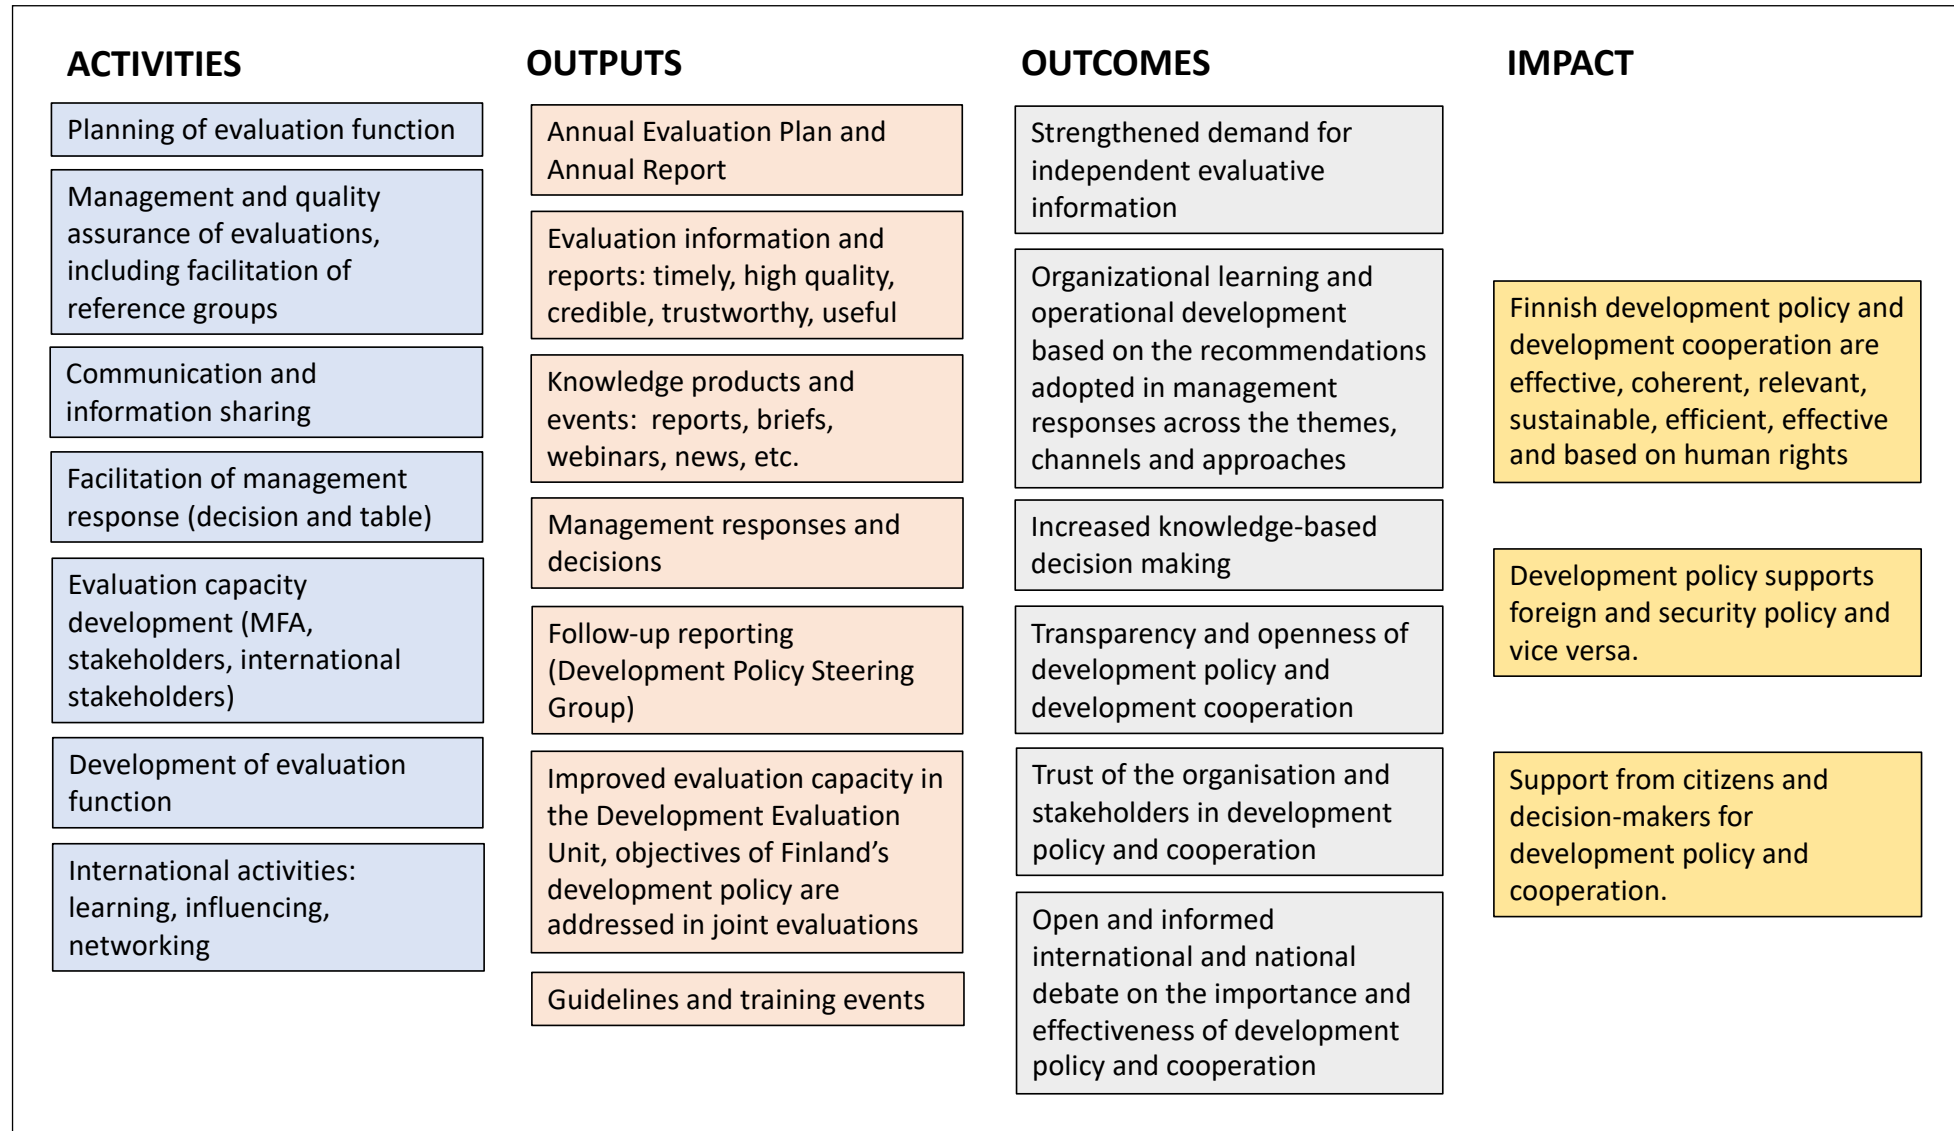 ACTIVITIES
Planning of evaluation function
Management and quality
assurance of evaluations,
including facilitation of
reference groups
Communication and
information sharing
Facilitation of management
response (decision and table)
Evaluation capacity
development (MFA,
stakeholders, international
stakeholders)
Development of evaluation
function
International activities:
learning, influencing,
networking
OUTPUTS
Annual Evaluation Plan and
Annual Report
Evaluation information and
reports: timely, high quality,
credible, trustworthy, useful
Knowledge products and
events:  reports, briefs,
webinars, news, etc.
Management responses and
decisions
Follow-up reporting
(Development Policy Steering
Group)
Improved evaluation capacity in
the Development Evaluation
Unit, objectives of Finland’s
development policy are
addressed in joint evaluations
Guidelines and training events
OUTCOMES
Strengthened demand for
independent evaluative
information
Organizational learning and
operational development
based on the recommendations
adopted in management
responses across the themes,
channels and approaches
Increased knowledge-based
decision making
Transparency and openness of
development policy and
development cooperation
Trust of the organisation and
stakeholders in development
policy and cooperation
Open and informed
international and national
debate on the importance and
effectiveness of development
policy and cooperation
IMPACT
Finnish development policy and
development cooperation are
effective, coherent, relevant,
sustainable, efficient, effective
and based on human rights
Development policy supports
foreign and security policy and
vice versa.
Support from citizens and
decision-makers for
development policy and
cooperation.